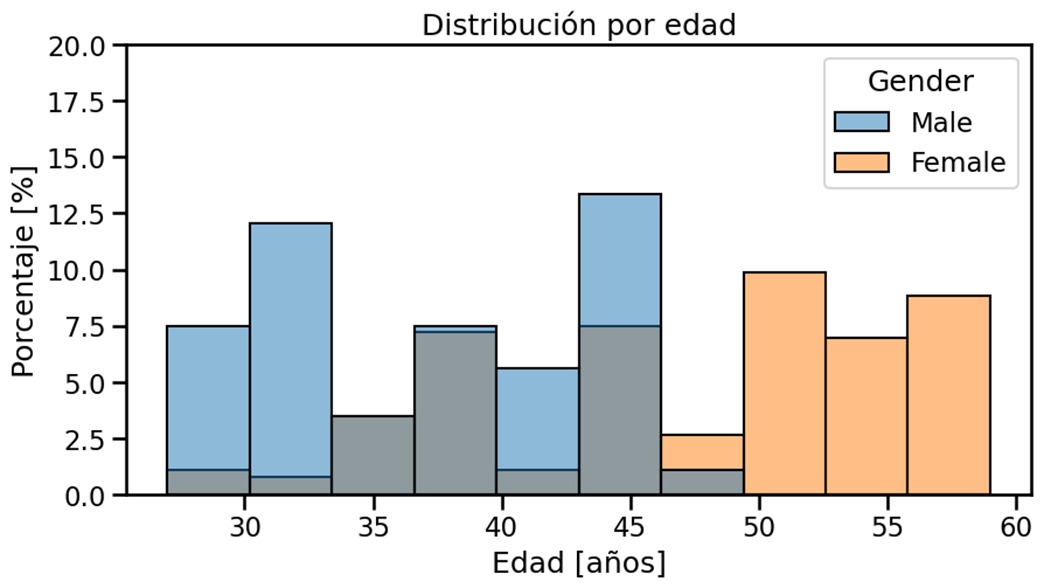 Distribución por edad
20.0
17.5
15.0
12.5
10.0
7.5
5.0
2.5
0.0
Porcentaje [%]
Gender
Male
Female
30 35 40 45 50 55 60
Edad [años]